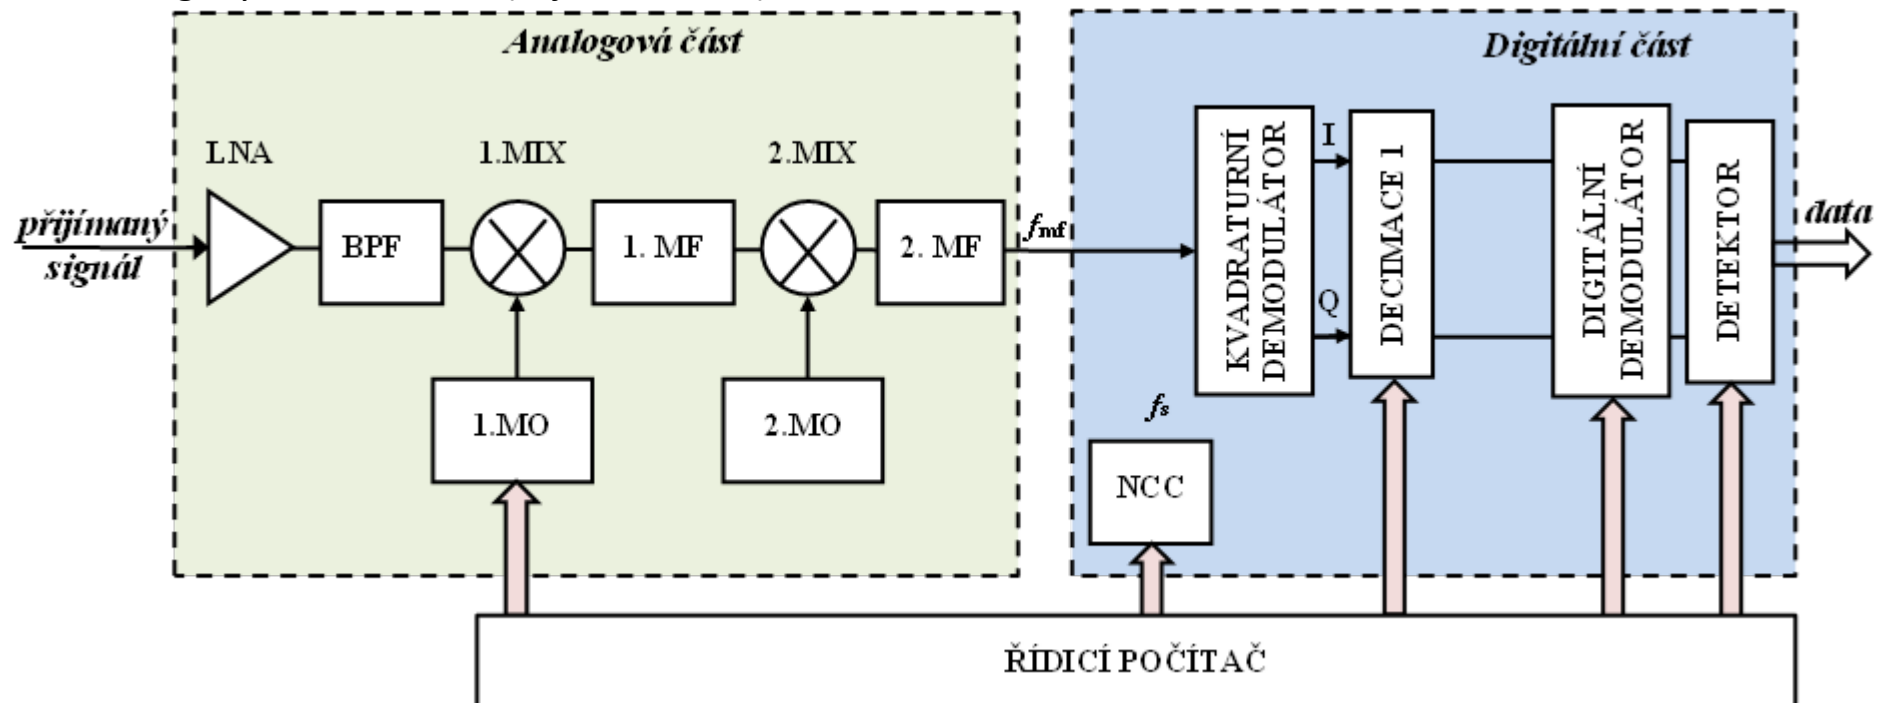 Analogová část
Digitální část
LNA
1.MIX
2.MIX
přijímaný
signál
BPF
1. MF
2. MF
fmf
KVADRATURNÍ
DEMODULÁTOR
I
Q
DECIMACE 1
DIGITÁLNÍ
DEMODULÁTOR
DETEKTOR
data
1.MO
2.MO
fs
NCC
ŘÍDICÍ POČÍTAČ